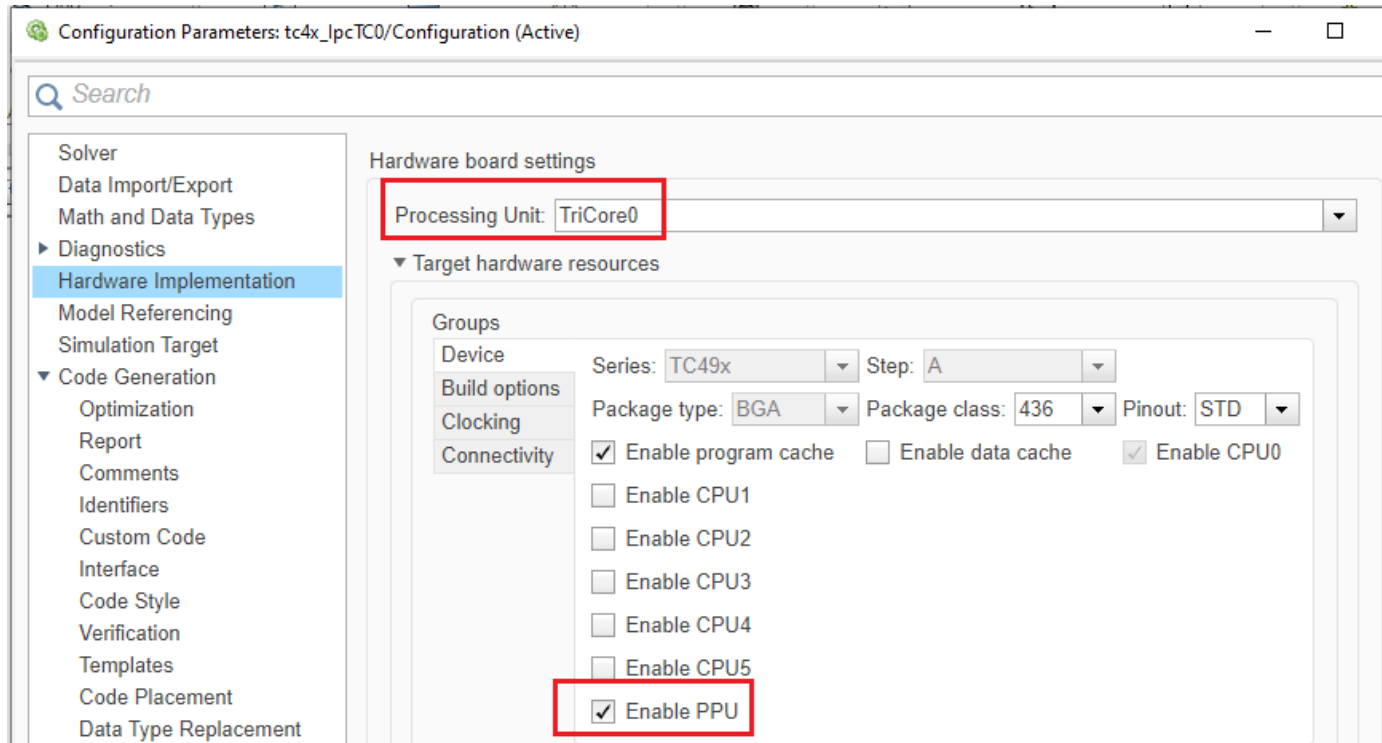 Configuration Parameters: tc4x_IpcTC0/Configuration (Active)
Search
Solver
Data Import/Export
Math and Data Types
Diagnostics
Hardware Implementation
Model Referencing
Simulation Target
Code Generation
Optimization
Report
Comments
Identifiers
Custom Code
Interface
Code Style
Verification
Templates
Code Placement
Data Type Replacement
Hardware board settings
Processing Unit: TriCore0
Target hardware resources
Groups
Device
Build options
Clocking
Connectivity
Series: TC49x Step: A
Package type: BGA Package class: 436 Pinout: STD
Enable program cache Enable data cache Enable CPU0
Enable CPU1
Enable CPU2
Enable CPU3
Enable CPU4
Enable CPU5
Enable PPU